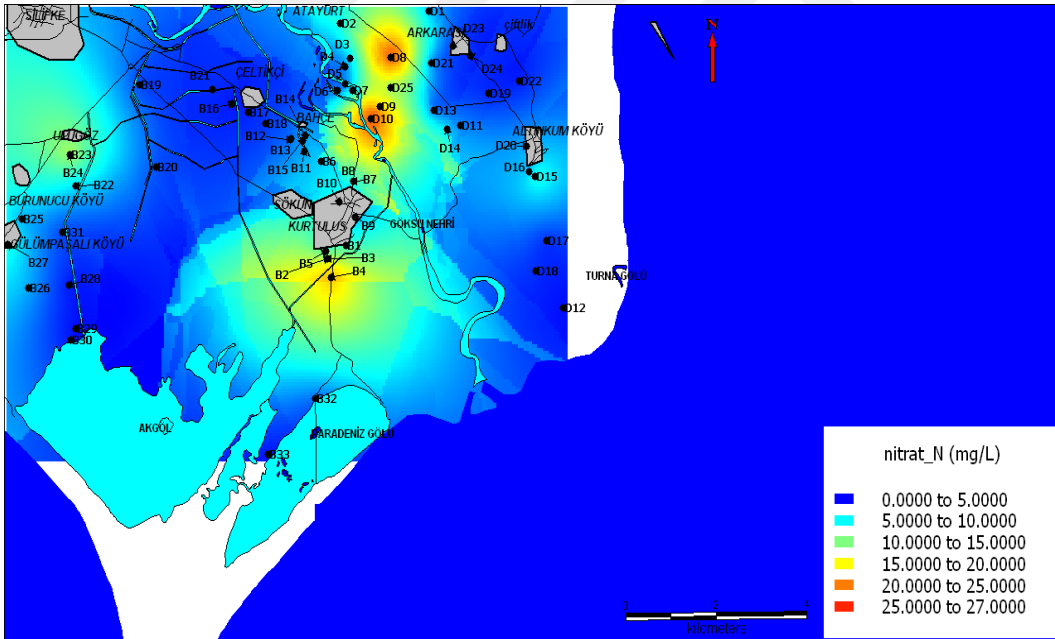 SİLİFKE
ATAYURT
D1
D2
ARKARASI
D23
çiftlik
D3
D4
D8
D21
D24
D5
D6
D7
D25
D22
D19
ÇELTİKÇİ
B21
B19
B16
B14
B17
B18
BAHÇE
D9
D10
D13
D11
D14
ALTINKUM KÖYÜ
D20
B12
B13
B15
B11
B6
ULUGÖZ
B23
B24
B22
B20
D16
D15
B8
B7
B10
BURUNUCU KÖYÜ
B25
SÖKÜN
KURTULUŞ
B9
GÖKSU NEHRİ
B31
GÜLÜMPAŞALI KÖYÜ
B27
B1
B5
B3
B2
B4
D17
D18
TURNA GÖLÜ
B28
B26
D12
B29
B30
B32
AKGÖL
PARADENİZ GÖLÜ
B33
N
nitrat_N (mg/L)
0.0000 to 5.0000
5.0000 to 10.0000
10.0000 to 15.0000
15.0000 to 20.0000
20.0000 to 25.0000
25.0000 to 27.0000
2
4
kilometers